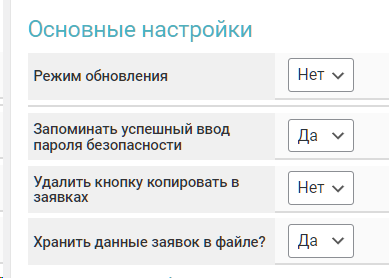 Основные настройки
Режим обновления
Нет
Запоминать успешный ввод
пароля безопасности
Да
Удалить кнопку копировать в
заявках
Нет
Хранить данные заявок в файле?
Да